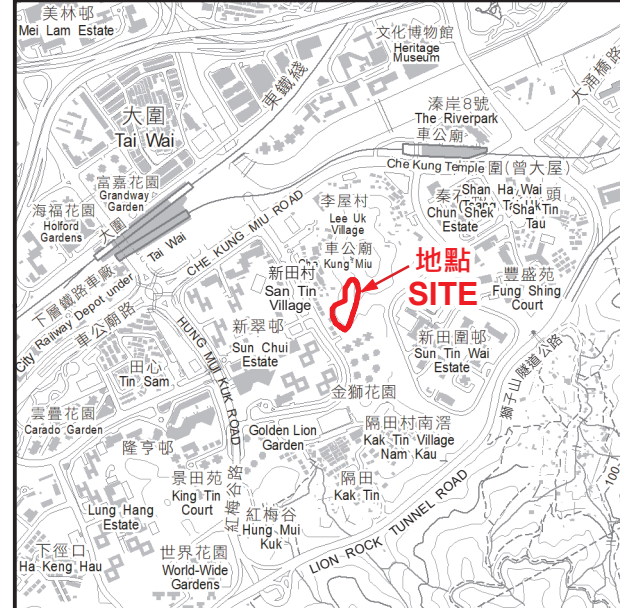 美林邨
Mei Lam Estate
文化博物館
Heritage
Museum
東鐵綫
大涌橋路
大圍
Tai Wai
溱岸8號
The Riverpark
車公廟
Che Kung Temple
圍(曾大屋)
富嘉花園
Grandway
Garden
海福花園
Holford
Gardens
大圍
Tai Wai
CHE KUNG MIU ROAD
李屋村
Lee Uk
Village
車公廟
Che Kung Miu
秦石
Chun Shek
Estate
Shan Ha Wai
頭
Sha Tin
Tau
地點
SITE
新田村
San Tin
Village
豐盛苑
Fung Shing
Court
下層鐵路車廠
City Railway Depot under
車公廟路
HUNG MUI KUK ROAD
新翠邨
Sun Chui
Estate
新田圍邨
Sun Tin Wai
Estate
獅子山隧道公路
田心
Tin Sam
金獅花園
Golden Lion
Garden
雲疊花園
Carado Garden
隆亨邨
Lung Hang
Estate
隔田村南滘
Kak Tin Village
Nam Kau
景田苑
King Tin
Court
紅梅谷路
隔田
Kak Tin
紅梅谷
Hung Mui
Kuk
LION ROCK TUNNEL ROAD
100
下徑口
Ha Keng Hau
世界花園
World-Wide
Gardens